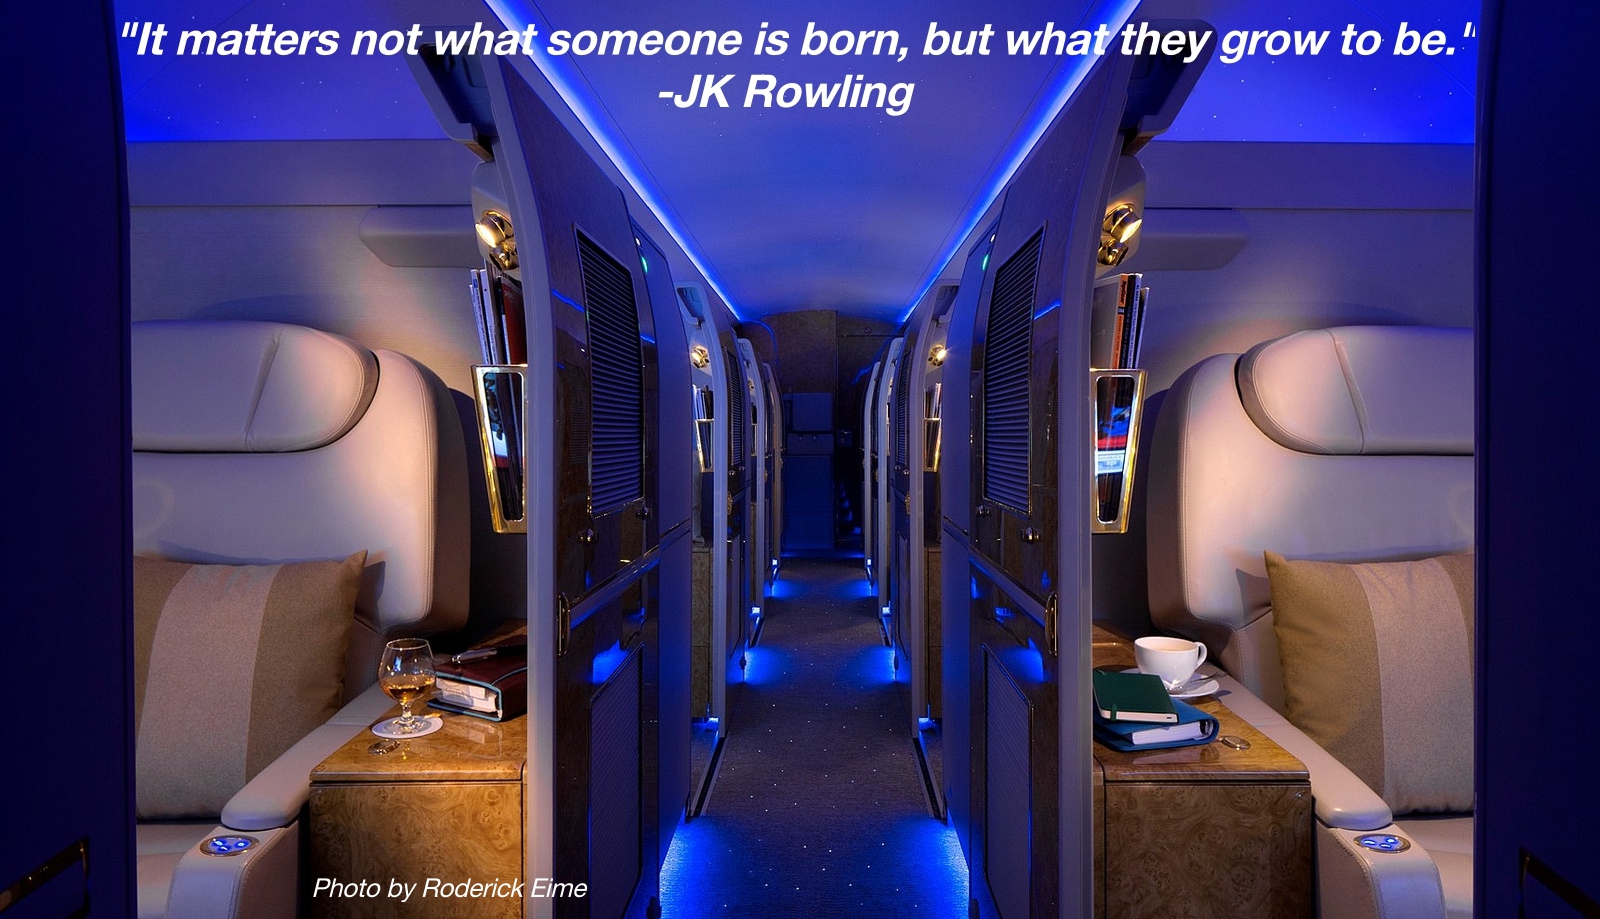 "It matters not what someone is born, but what they grow to be."
-JK Rowling
Photo by Roderick Eime